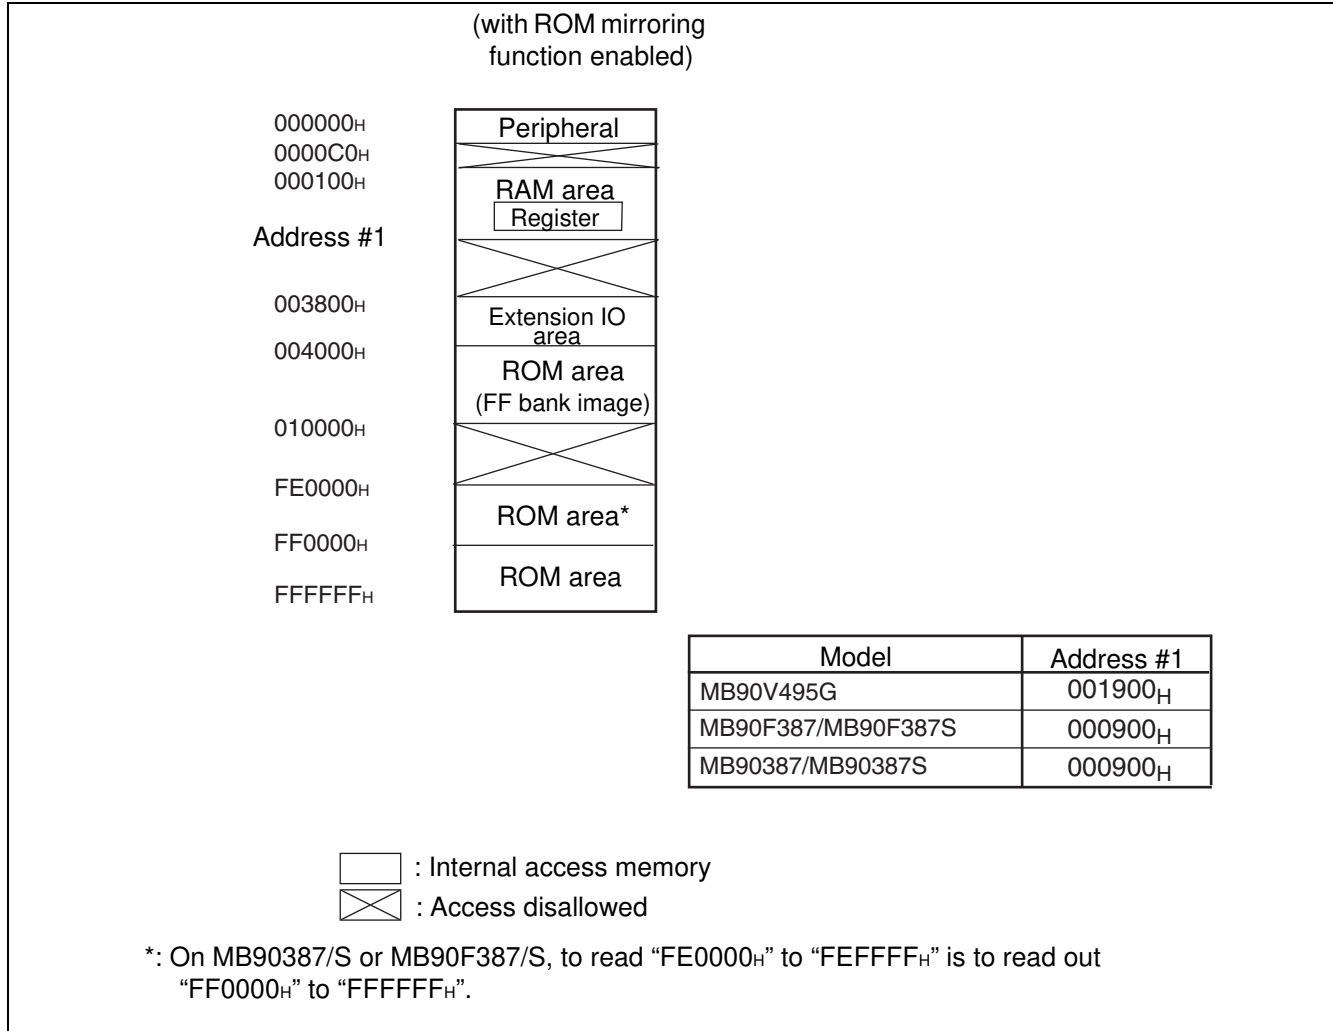 (with ROM mirroring
function enabled)
000000H
Peripheral
0000C0H
000100H
RAM area
Register
Address #1
003800H
Extension IO
area
004000H
ROM area
(FF bank image)
010000H
FE0000H
ROM area*
FF0000H
ROM area
FFFFFFH
Model Address #1
MB90V495G 001900H
MB90F387/MB90F387S 000900H
MB90387/MB90387S 000900H
: Internal access memory
: Access disallowed
*: On MB90387/S or MB90F387/S, to read “FE0000H” to “FEFFFFH” is to read out
“FF0000H” to “FFFFFFH”.